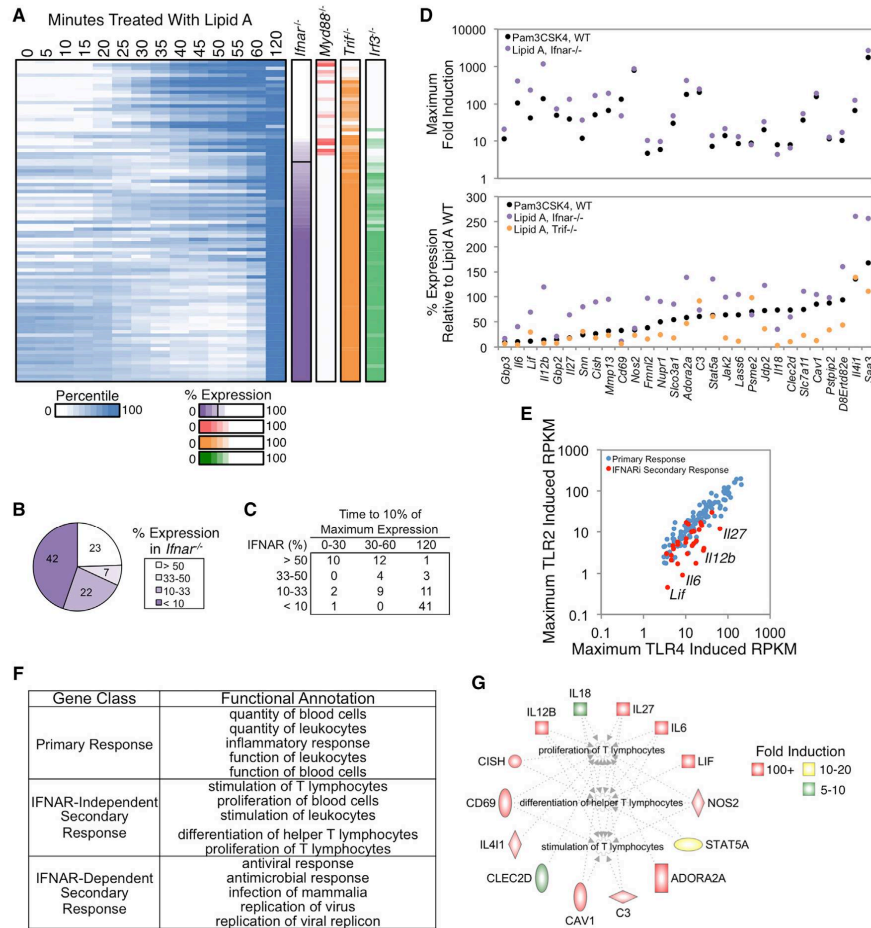 A
Minutes Treated With Lipid A
0 5 10 15 20 25 30 35 40 45 50 55 60 120
Ifnar-/-
Myd88-/-
Trif-/-
Irf3-/-
Percentile
0 100
% Expression
0 100
0 100
0 100
0 100
B
42
23
7
22
% Expression
in Ifnar-/-
> 50
33-50
10-33
< 10
C
Time to 10% of
Maximum Expression
IFNAR (%) 0-30 30-60 120
> 50 10 12 1
33-50 0 4 3
10-33 2 9 11
< 10 1 0 41
D
Maximum
Fold Induction
10000
1000
100
10
1
Pam3CSK4, WT
Lipid A, Ifnar-/-
% Expression
Relative to Lipid A WT
300
250
200
150
100
50
0
Pam3CSK4, WT
Lipid A, Ifnar-/-
Lipid A, Trif-/-
Gbp3
Il6
Lif
Il12b
Gbp2
Il27
Snn
Cish
Mmp13
Cd69
Nos2
Frmnl2
Nupr1
Slco3a1
Adora2a
C3
Stat5a
Jak2
Lass6
Psme2
Jdp2
Il18
Clec2d
Slc7a11
Cav1
Pstpip2
D8Ertd82e
Il4i1
Saa3
E
Maximum TLR2 Induced RPKM
1000
100
10
1
0.1
Primary Response
IFNARi Secondary Response
Il27
Il12b
Il6
Lif
0.1 1 10 100 1000
Maximum TLR4 Induced RPKM
F
Gene Class Functional Annotation
Primary Response
quantity of blood cells
quantity of leukocytes
inflammatory response
function of leukocytes
function of blood cells
IFNAR-Independent
Secondary
Response
stimulation of T lymphocytes
proliferation of blood cells
stimulation of leukocytes
differentiation of helper T lymphocytes
proliferation of T lymphocytes
IFNAR-Dependent
Secondary
Response
antiviral response
antimicrobial response
infection of mammalia
replication of virus
replication of viral replicon
G
IL18
IL12B
IL27
IL6
CISH
LIF
CD69
NOS2
IL4I1
STAT5A
CLEC2D
ADORA2A
CAV1
C3
proliferation of T lymphocytes
differentiation of helper T lymphocytes
stimulation of T lymphocytes
Fold Induction
100+
10-20
5-10